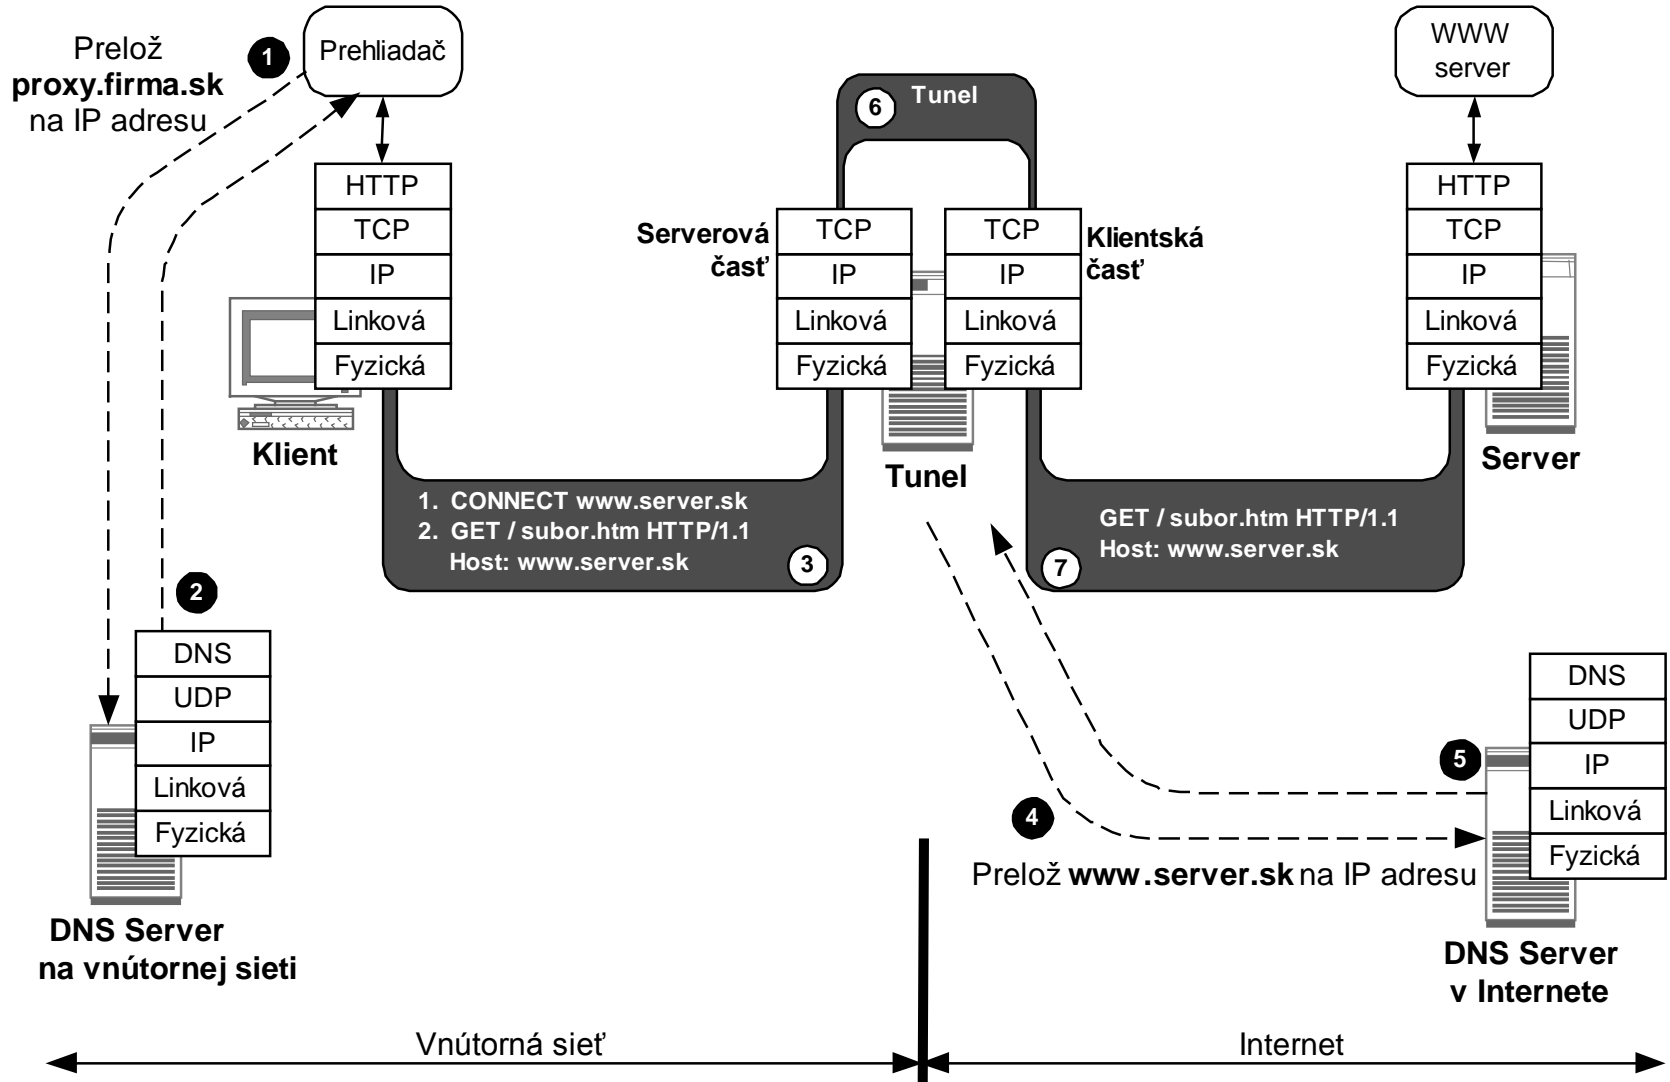 Prelož
proxy.firma.sk
na IP adresu
1
Prehliadač
HTTP
TCP
IP
Linková
Fyzická
Klient
2
DNS
UDP
IP
Linková
Fyzická
DNS Server
na vnútornej sieti
1. CONNECT www.server.sk
2. GET / subor.htm HTTP/1.1
Host: www.server.sk
3
6
Tunel
Serverová
časť
TCP
IP
Linková
Fyzická
TCP
IP
Linková
Fyzická
Klientská
časť
Tunel
GET / subor.htm HTTP/1.1
Host: www.server.sk
7
WWW
server
HTTP
TCP
IP
Linková
Fyzická
Server
4
Prelož www.server.sk na IP adresu
5
DNS
UDP
IP
Linková
Fyzická
DNS Server
v Internete
Vnútorná sieť
Internet